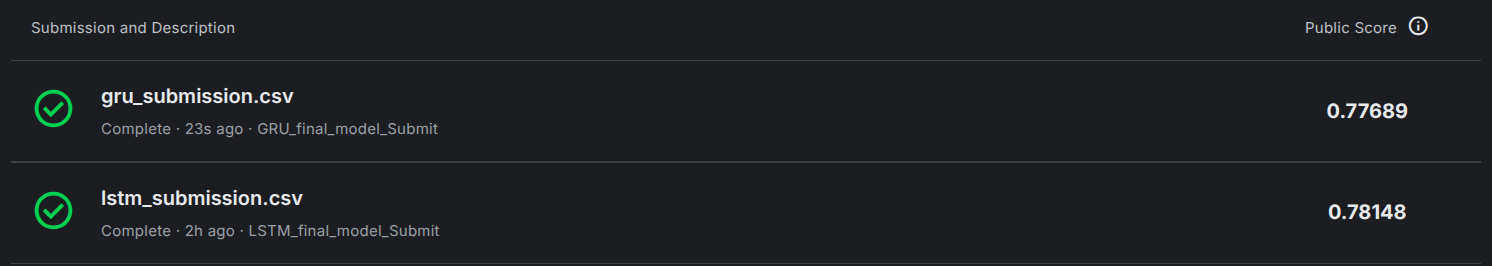 Submission and Description
Public Score
gru_submission.csv
Complete · 23s ago · GRU_final_model_Submit
0.77689
lstm_submission.csv
Complete · 2h ago · LSTM_final_model_Submit
0.78148